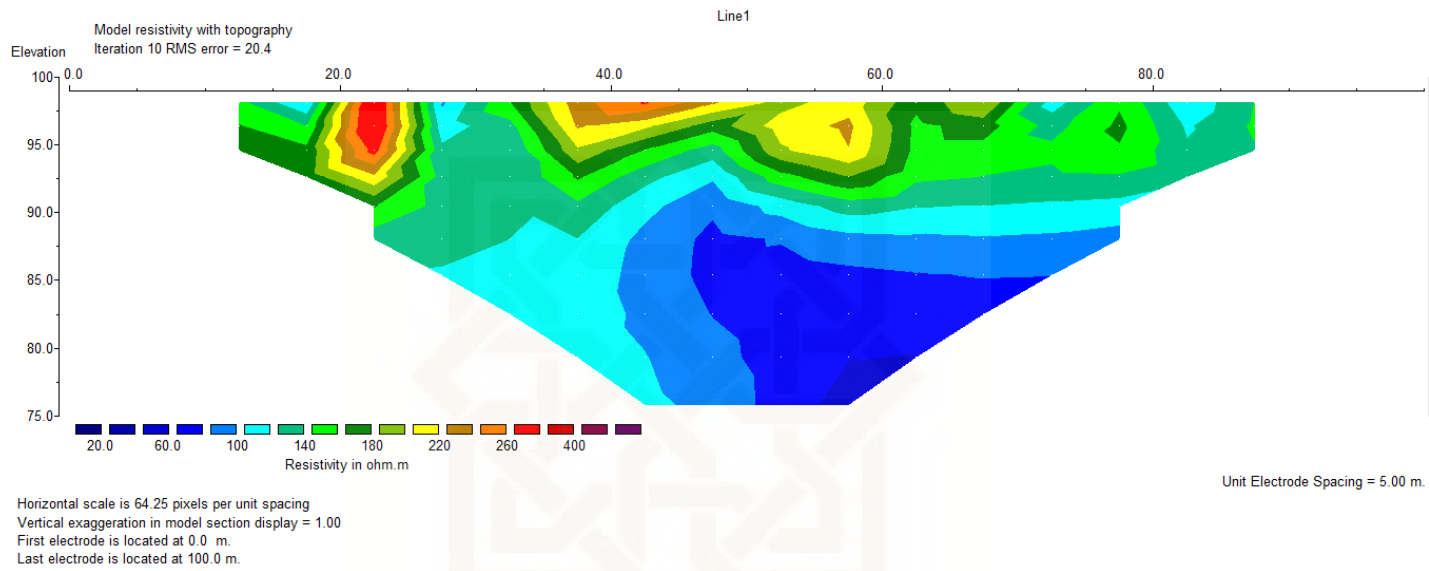 Line1
Model resistivity with topography
Iteration 10 RMS error = 20.4
Elevation
0.0 20.0 40.0 60.0 80.0
100
95.0
90.0
85.0
80.0
75.0
20.0 60.0 100 140 180 220 260 400
Resistivity in ohm.m
Unit Electrode Spacing = 5.00 m.
Horizontal scale is 64.25 pixels per unit spacing
Vertical exaggeration in model section display = 1.00
First electrode is located at 0.0 m.
Last electrode is located at 100.0 m.